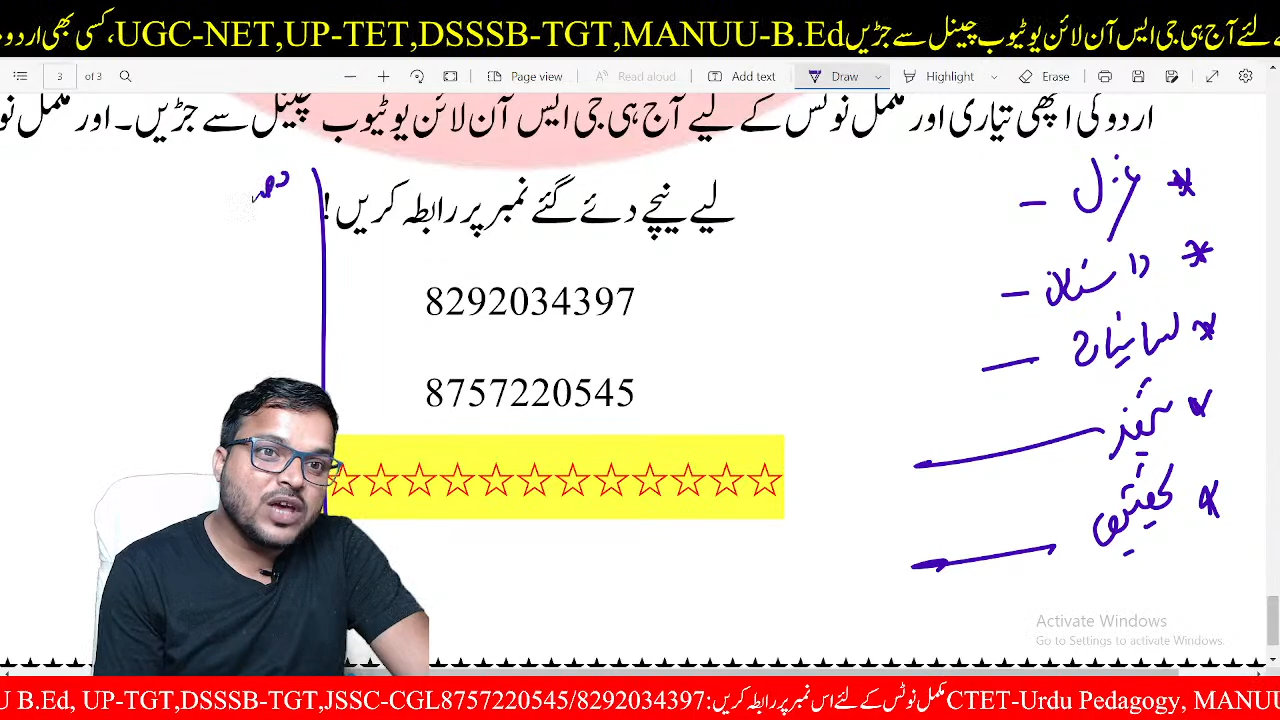 لئے آج ہی جی ایس آن لائن یوٹیوب چینل سے جڑیں UGC-NET,UP-TET,DSSSB-TGT,MANUU-B.Ed، کسی بھی اردو
3 of 3 Page view Read aloud Add text Draw Highlight Erase
اردو کی اچھی تیاری اور مکمل نوٹس کے لیے آج ہی جی ایس آن لائن یوٹیوب چینل سے جڑیں۔ اور مکمل
لیے نیچے دئے گئے نمبر پر رابطہ کریں!
* غزل –
8292034397
* داستان –
* لسانیات –
8757220545
* تنقید
☆☆☆☆☆☆☆☆☆☆☆☆
* تحقیق
Activate Windows
Go to Settings to activate Windows.
U B.Ed, UP-TGT,DSSSB-TGT,JSSC-CGL مکمل نوٹس کے لئے اس نمبر پر رابطہ کریں: 8757220545/8292034397 CTET-Urdu Pedagogy, MANU